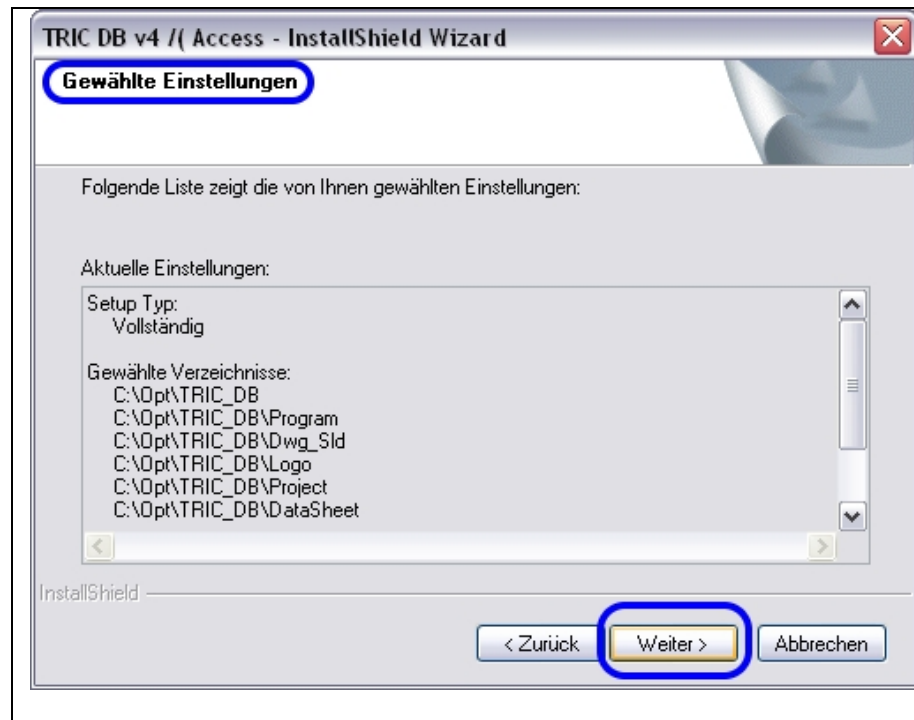 TRIC DB v4 /( Access - InstallShield Wizard
Gewählte Einstellungen
Folgende Liste zeigt die von Ihnen gewählten Einstellungen:
Aktuelle Einstellungen:
Setup Typ:
Vollständig
Gewählte Verzeichnisse:
C:\Opt\TRIC_DB
C:\Opt\TRIC_DB\Program
C:\Opt\TRIC_DB\Dwg_Sld
C:\Opt\TRIC_DB\Logo
C:\Opt\TRIC_DB\Project
C:\Opt\TRIC_DB\DataSheet
InstallShield
< Zurück Weiter > Abbrechen